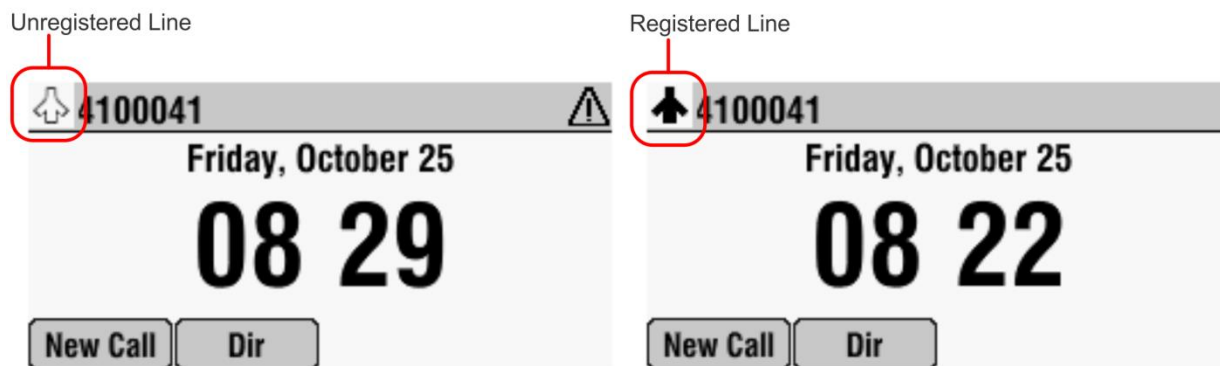 Unregistered Line
4100041
Friday, October 25
08 29
New Call Dir
Registered Line
4100041
Friday, October 25
08 22
New Call Dir